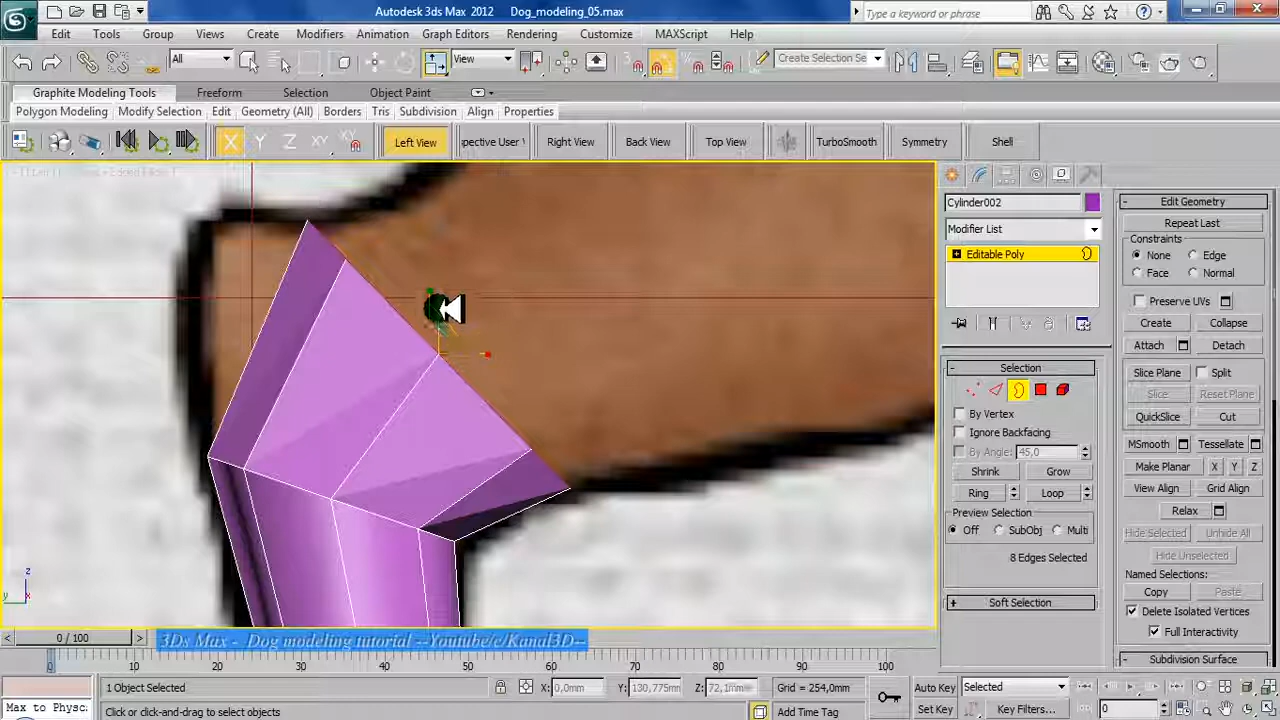 Autodesk 3ds Max 2012 Dog_modeling_05.max
Type a keyword or phrase
Edit Tools Group Views Create Modifiers Animation Graph Editors Rendering Customize MAXScript Help
All View Create Selection Se
Graphite Modeling Tools Freeform Selection Object Paint
Polygon Modeling Modify Selection Edit Geometry (All) Borders Tris Subdivision Align Properties
X Y Z XY XY Left View spective User Right View Back View Top View TurboSmooth Symmetry Shell
Cylinder002
Modifier List
Editable Poly
Selection
By Vertex
Ignore Backfacing
By Angle: 45,0
Shrink Grow
Ring Loop
Preview Selection
Off SubObj Multi
8 Edges Selected
Soft Selection
Edit Geometry
Repeat Last
Constraints
None Edge
Face Normal
Preserve UVs
Create Collapse
Attach Detach
Slice Plane Split
Slice Reset Plane
QuickSlice Cut
MSmooth Tessellate
Make Planar X Y Z
View Align Grid Align
Relax
Hide Selected Unhide All
Hide Unselected
Named Selections:
Copy Paste
Delete Isolated Vertices
Full Interactivity
Subdivision Surface
z
y x
< 0 / 100 >
3Ds Max - Dog modeling tutorial --Youtube/c/Kanal3D--
0 10 20 30 40 50 60 70 80 90 100
1 Object Selected X: 0,0mm Y: 130,775mm Z: 72,1mm Grid = 254,0mm Auto Key Selected
Max to Physc Click or click-and-drag to select objects Add Time Tag Set Key Key Filters... 0